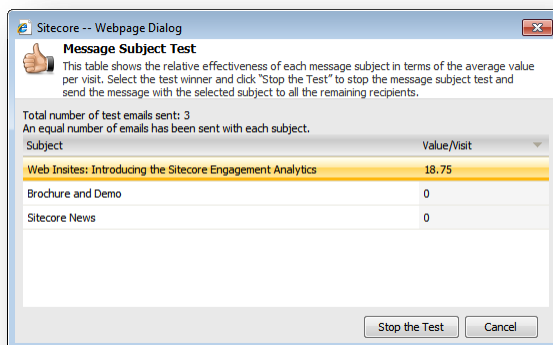 Sitecore -- Webpage Dialog
Message Subject Test
This table shows the relative effectiveness of each message subject in terms of the average value
per visit. Select the test winner and click "Stop the Test" to stop the message subject test and
send the message with the selected subject to all the remaining recipients.
Total number of test emails sent: 3
An equal number of emails has been sent with each subject.
Subject Value/Visit
Web Insites: Introducing the Sitecore Engagement Analytics 18.75
Brochure and Demo 0
Sitecore News 0
Stop the Test Cancel